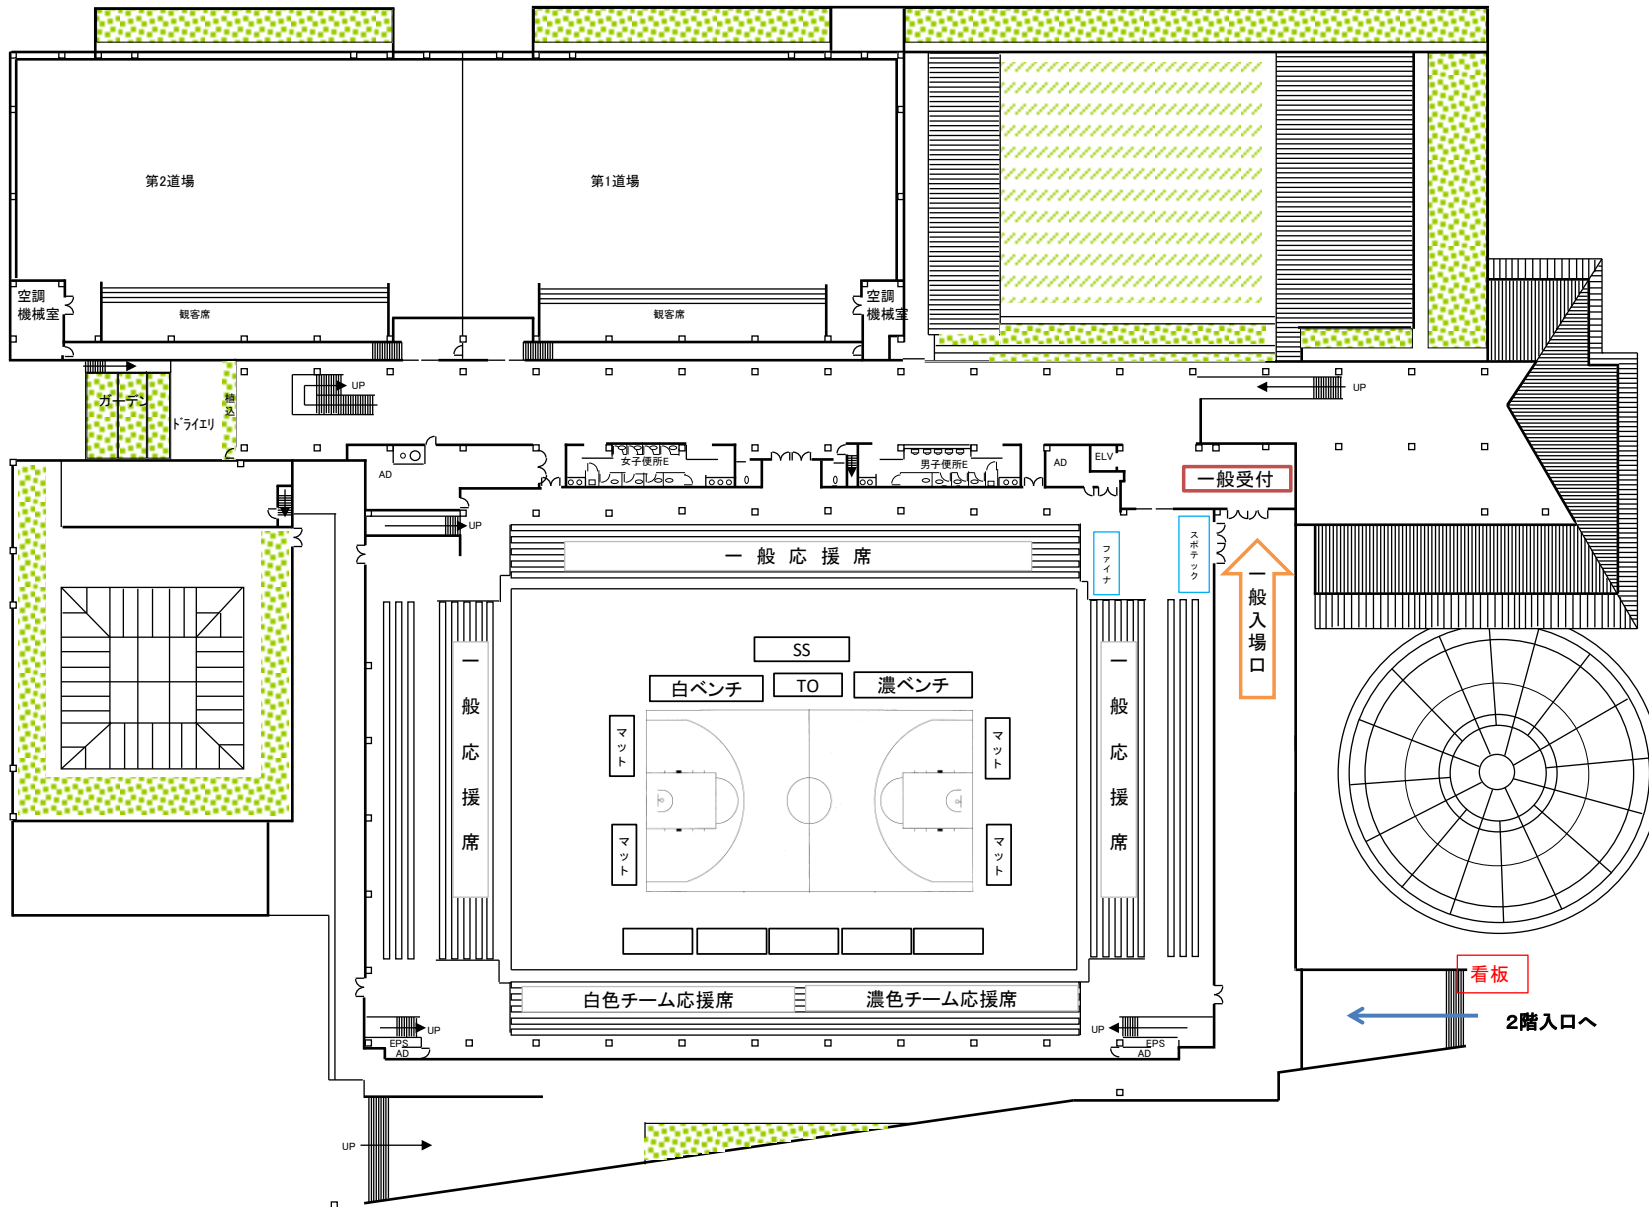 第2道場
第1道場
空調
機械室
観客席
観客席
空調
機械室
UP
UP
ガーデン
ドライエリ
植込
AD
女子便所E
男子便所E
AD
ELV
一般受付
UP
一般応援席
ファイナ
スポテック
一般入場口
SS
白ベンチ
TO
濃ベンチ
一般応援席
一般応援席
マット
マット
マット
マット
看板
白色チーム応援席
濃色チーム応援席
2階入口へ
UP
UP
EPS
AD
EPS
AD
UP